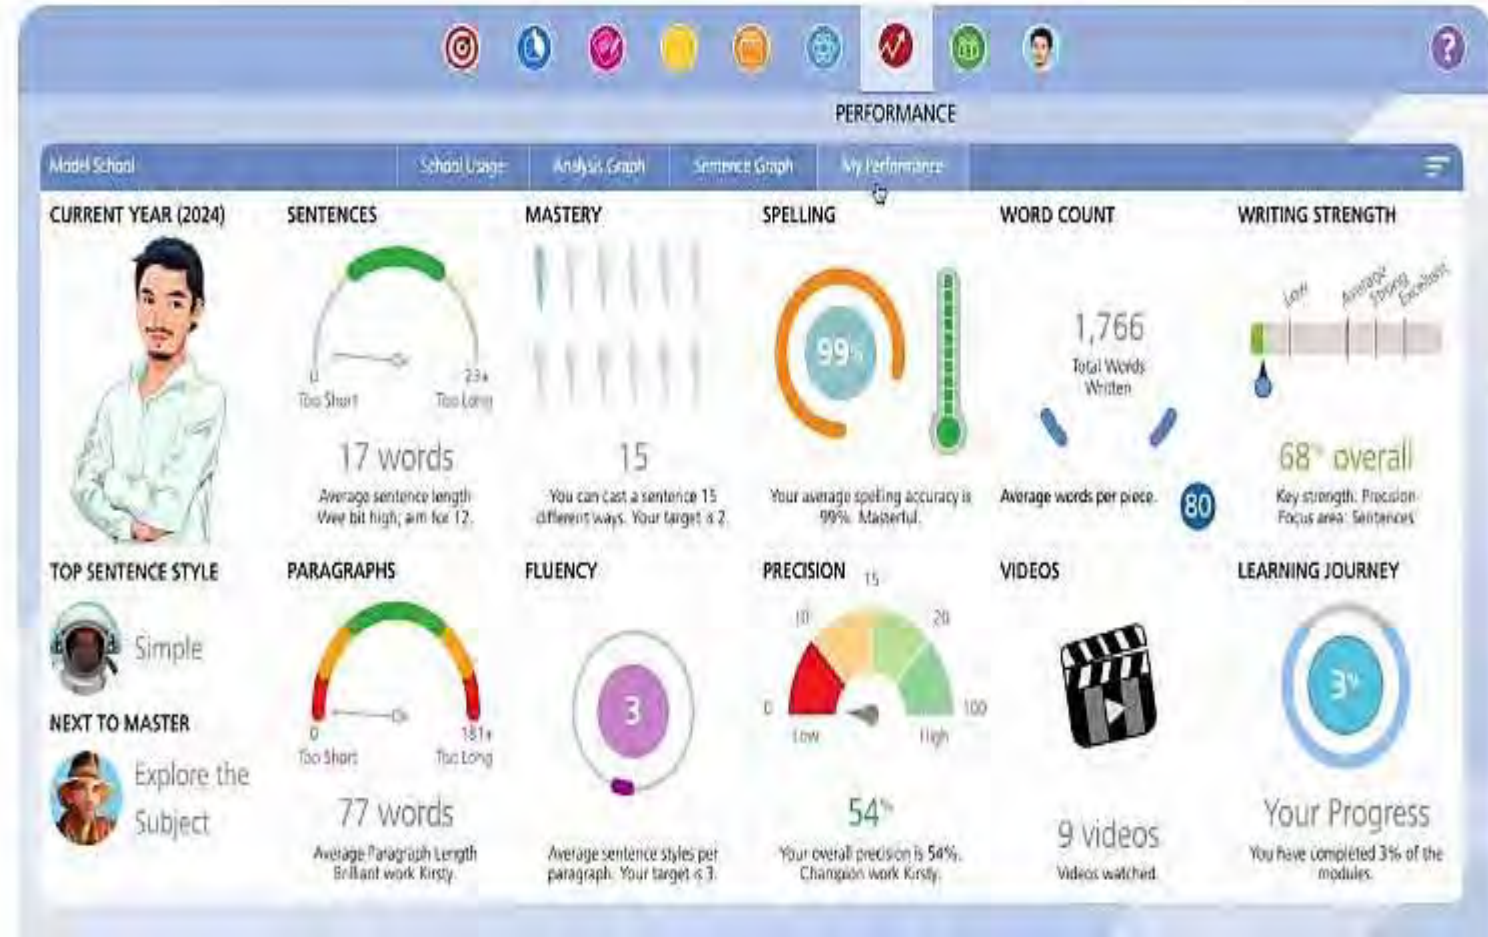 ?
PERFORMANCE
Model School
School Usage
Analysis Graph
Sentence Graph
My Performance
CURRENT YEAR (2024)
TOP SENTENCE STYLE
Simple
NEXT TO MASTER
Explore the
Subject
SENTENCES
0
23+
Too Short
Too Long
17 words
Average sentence length
Wee bit high; aim for 12.
MASTERY
15
You can cast a sentence 15
different ways. Your target is 2.
SPELLING
99%
Your average spelling accuracy is
99%. Masterful.
WORD COUNT
1,766
Total Words
Written
Average words per piece.
80
WRITING STRENGTH
Low
Average
Strong
Excellent
68% overall
Key strength: Precision
Focus area: Sentences
PARAGRAPHS
0
181+
Too Short
Too Long
77 words
Average Paragraph Length
Brilliant work Kirsty.
FLUENCY
3
Average sentence styles per
paragraph. Your target is 3.
PRECISION
15
10
20
0
100
Low
High
54%
Your overall precision is 54%.
Champion work Kirsty.
VIDEOS
9 videos
Videos watched
LEARNING JOURNEY
3%
Your Progress
You have completed 3% of the
modules.